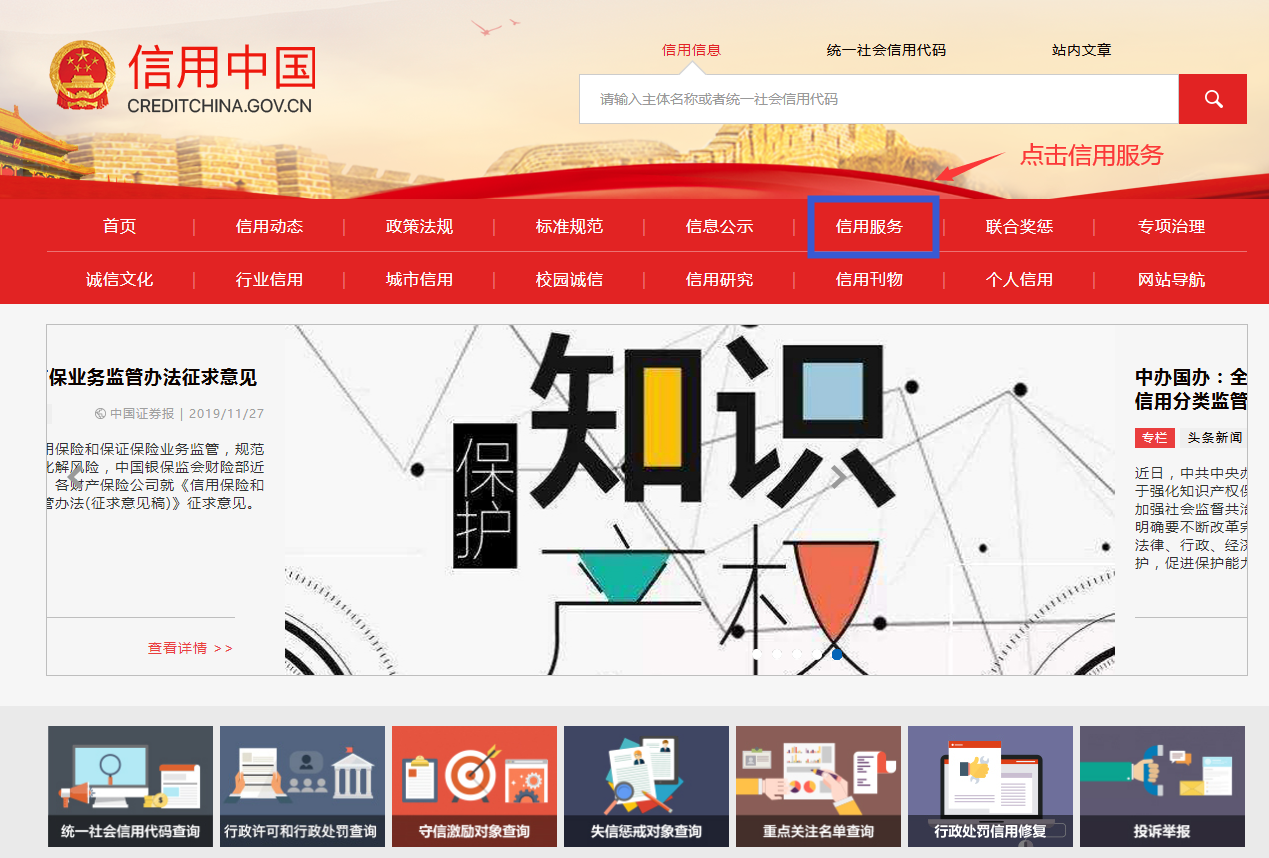 信用中国
CREDITCHINA.GOV.CN
信用信息 统一社会信用代码 站内文章
请输入主体名称或者统一社会信用代码
点击信用服务
首页 信用动态 政策法规 标准规范 信息公示 信用服务 联合奖惩 专项治理
诚信文化 行业信用 城市信用 校园诚信 信用研究 信用刊物 个人信用 网站导航
保业务监管办法征求意见
中国证券报 | 2019/11/27
用保险和保证保险业务监管，规范
化解风险，中国银保监会财险部近
各财产保险公司就《信用保险和
管办法(征求意见稿)》征求意见。
查看详情 >>
保护
知识
产权
中办国办：全
信用分类监管
专栏 头条新闻
近日，中共中央办
于强化知识产权保
加强社会监督共治
明确要不断改革完
法律、行政、经济
护，促进保护能力
统一社会信用代码查询 行政许可和行政处罚查询 守信激励对象查询 失信惩戒对象查询 重点关注名单查询 行政处罚信用修复 投诉举报